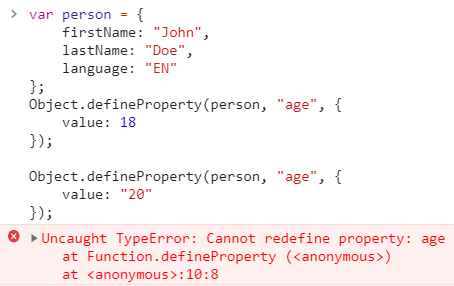 var person = {
    firstName: "John",
    lastName: "Doe",
    language: "EN"
};
Object.defineProperty(person, "age", {
    value: 18
});

Object.defineProperty(person, "age", {
    value: "20"
});
Uncaught TypeError: Cannot redefine property: age
    at Function.defineProperty (<anonymous>)
    at <anonymous>:10:8